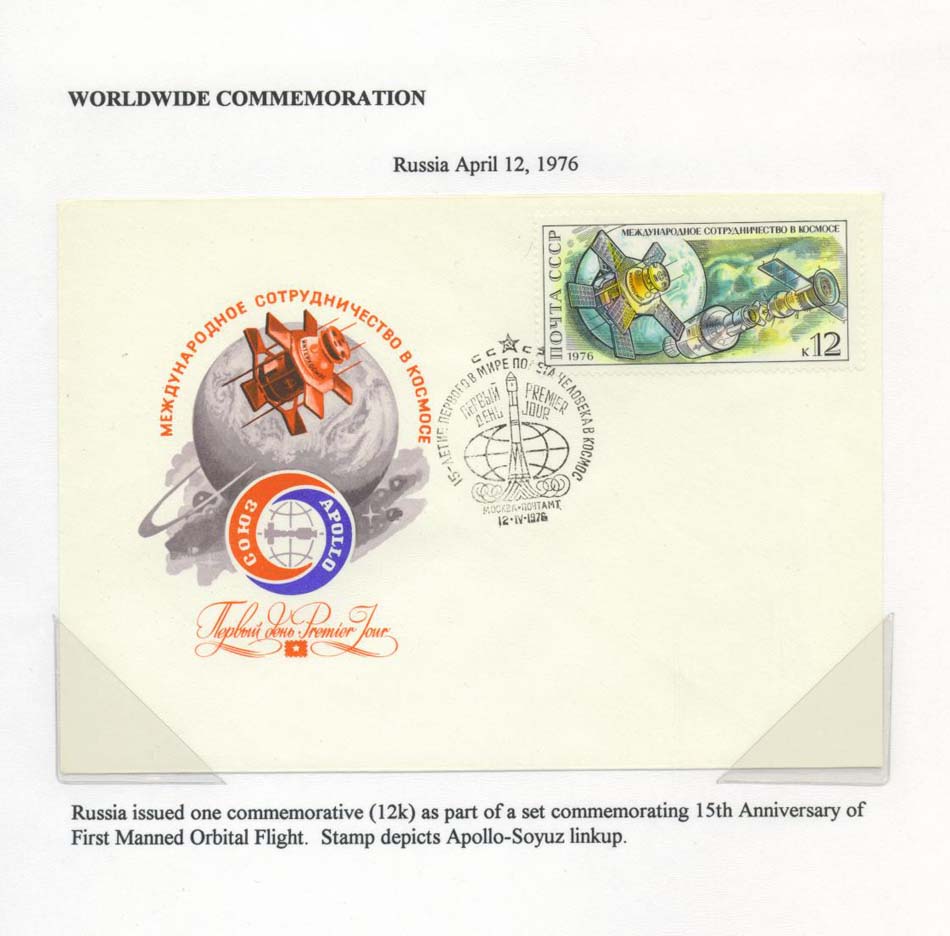 WORLDWIDE COMMEMORATION
Russia April 12, 1976
МЕЖДУНАРОДНОЕ СОТРУДНИЧЕСТВО В КОСМОСЕ
ПОЧТА СССР
1976
К 12
МЕЖДУНАРОДНОЕ СОТРУДНИЧЕСТВО В КОСМОСЕ
СОЮЗ
APOLLO
Первый день Premier Jour
СССР
15-ЛЕТИЕ ПЕРВОГО В МИРЕ ПОЛЕТА ЧЕЛОВЕКА В КОСМОС
ПЕРВЫЙ PREMIER
ДЕНЬ JOUR
МОСКВА•ПОЧТАМТ
12•IV•1976
Russia issued one commemorative (12k) as part of a set commemorating 15th Anniversary of
First Manned Orbital Flight. Stamp depicts Apollo-Soyuz linkup.